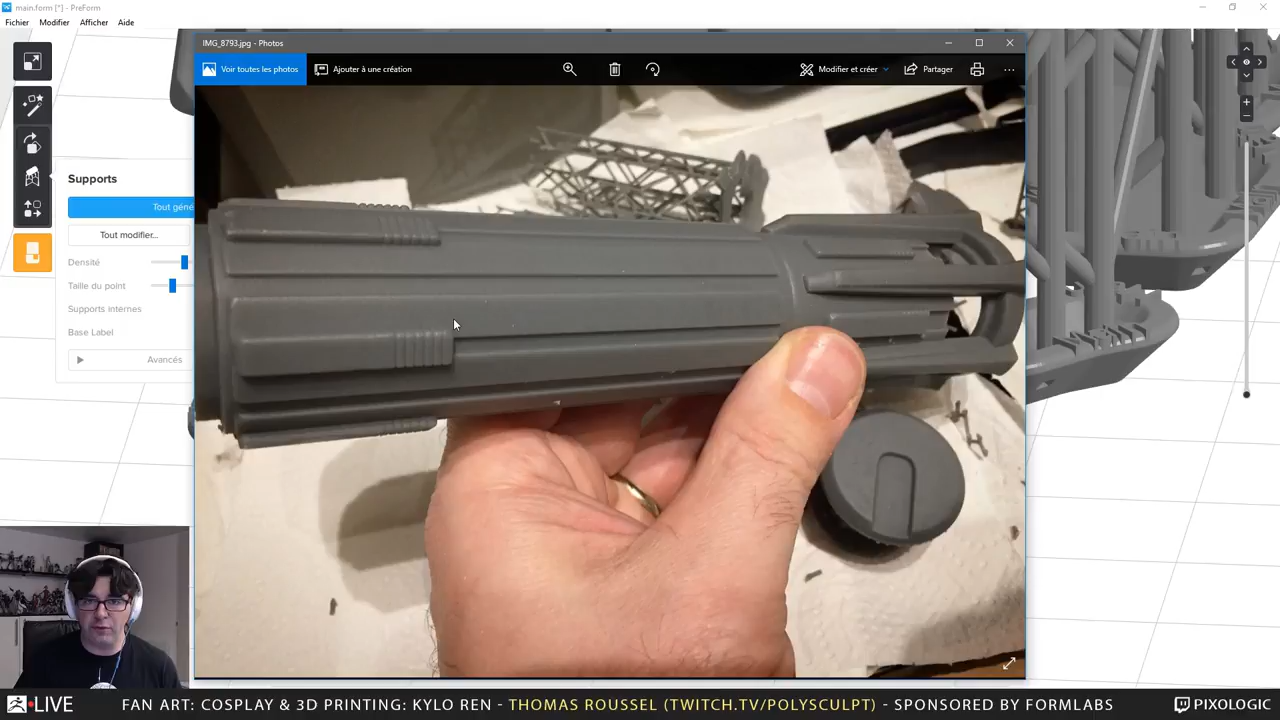 main.form [*] - PreForm
Fichier Modifier Afficher Aide
IMG_8793.jpg - Photos
Voir toutes les photos
Ajouter à une création
Modifier et créer
Partager
Supports
Tout géné
Tout modifier...
Densité
Taille du point
Supports internes
Base Label
Avancés
LIVE
FAN ART: COSPLAY & 3D PRINTING: KYLO REN - THOMAS ROUSSEL (TWITCH.TV/POLYSCULPT) - SPONSORED BY FORMLABS
PIXOLOGIC